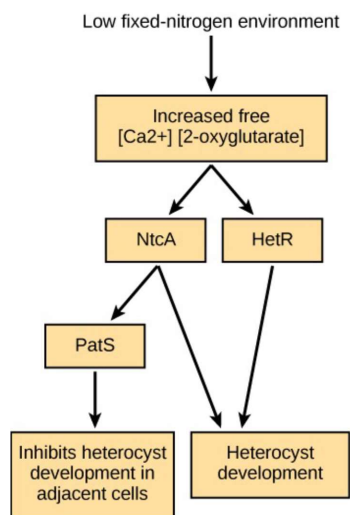 Low fixed-nitrogen environment
Increased free
[Ca2+] [2-oxyglutarate]
NtcA
HetR
PatS
Inhibits heterocyst
development in
adjacent cells
Heterocyst
development